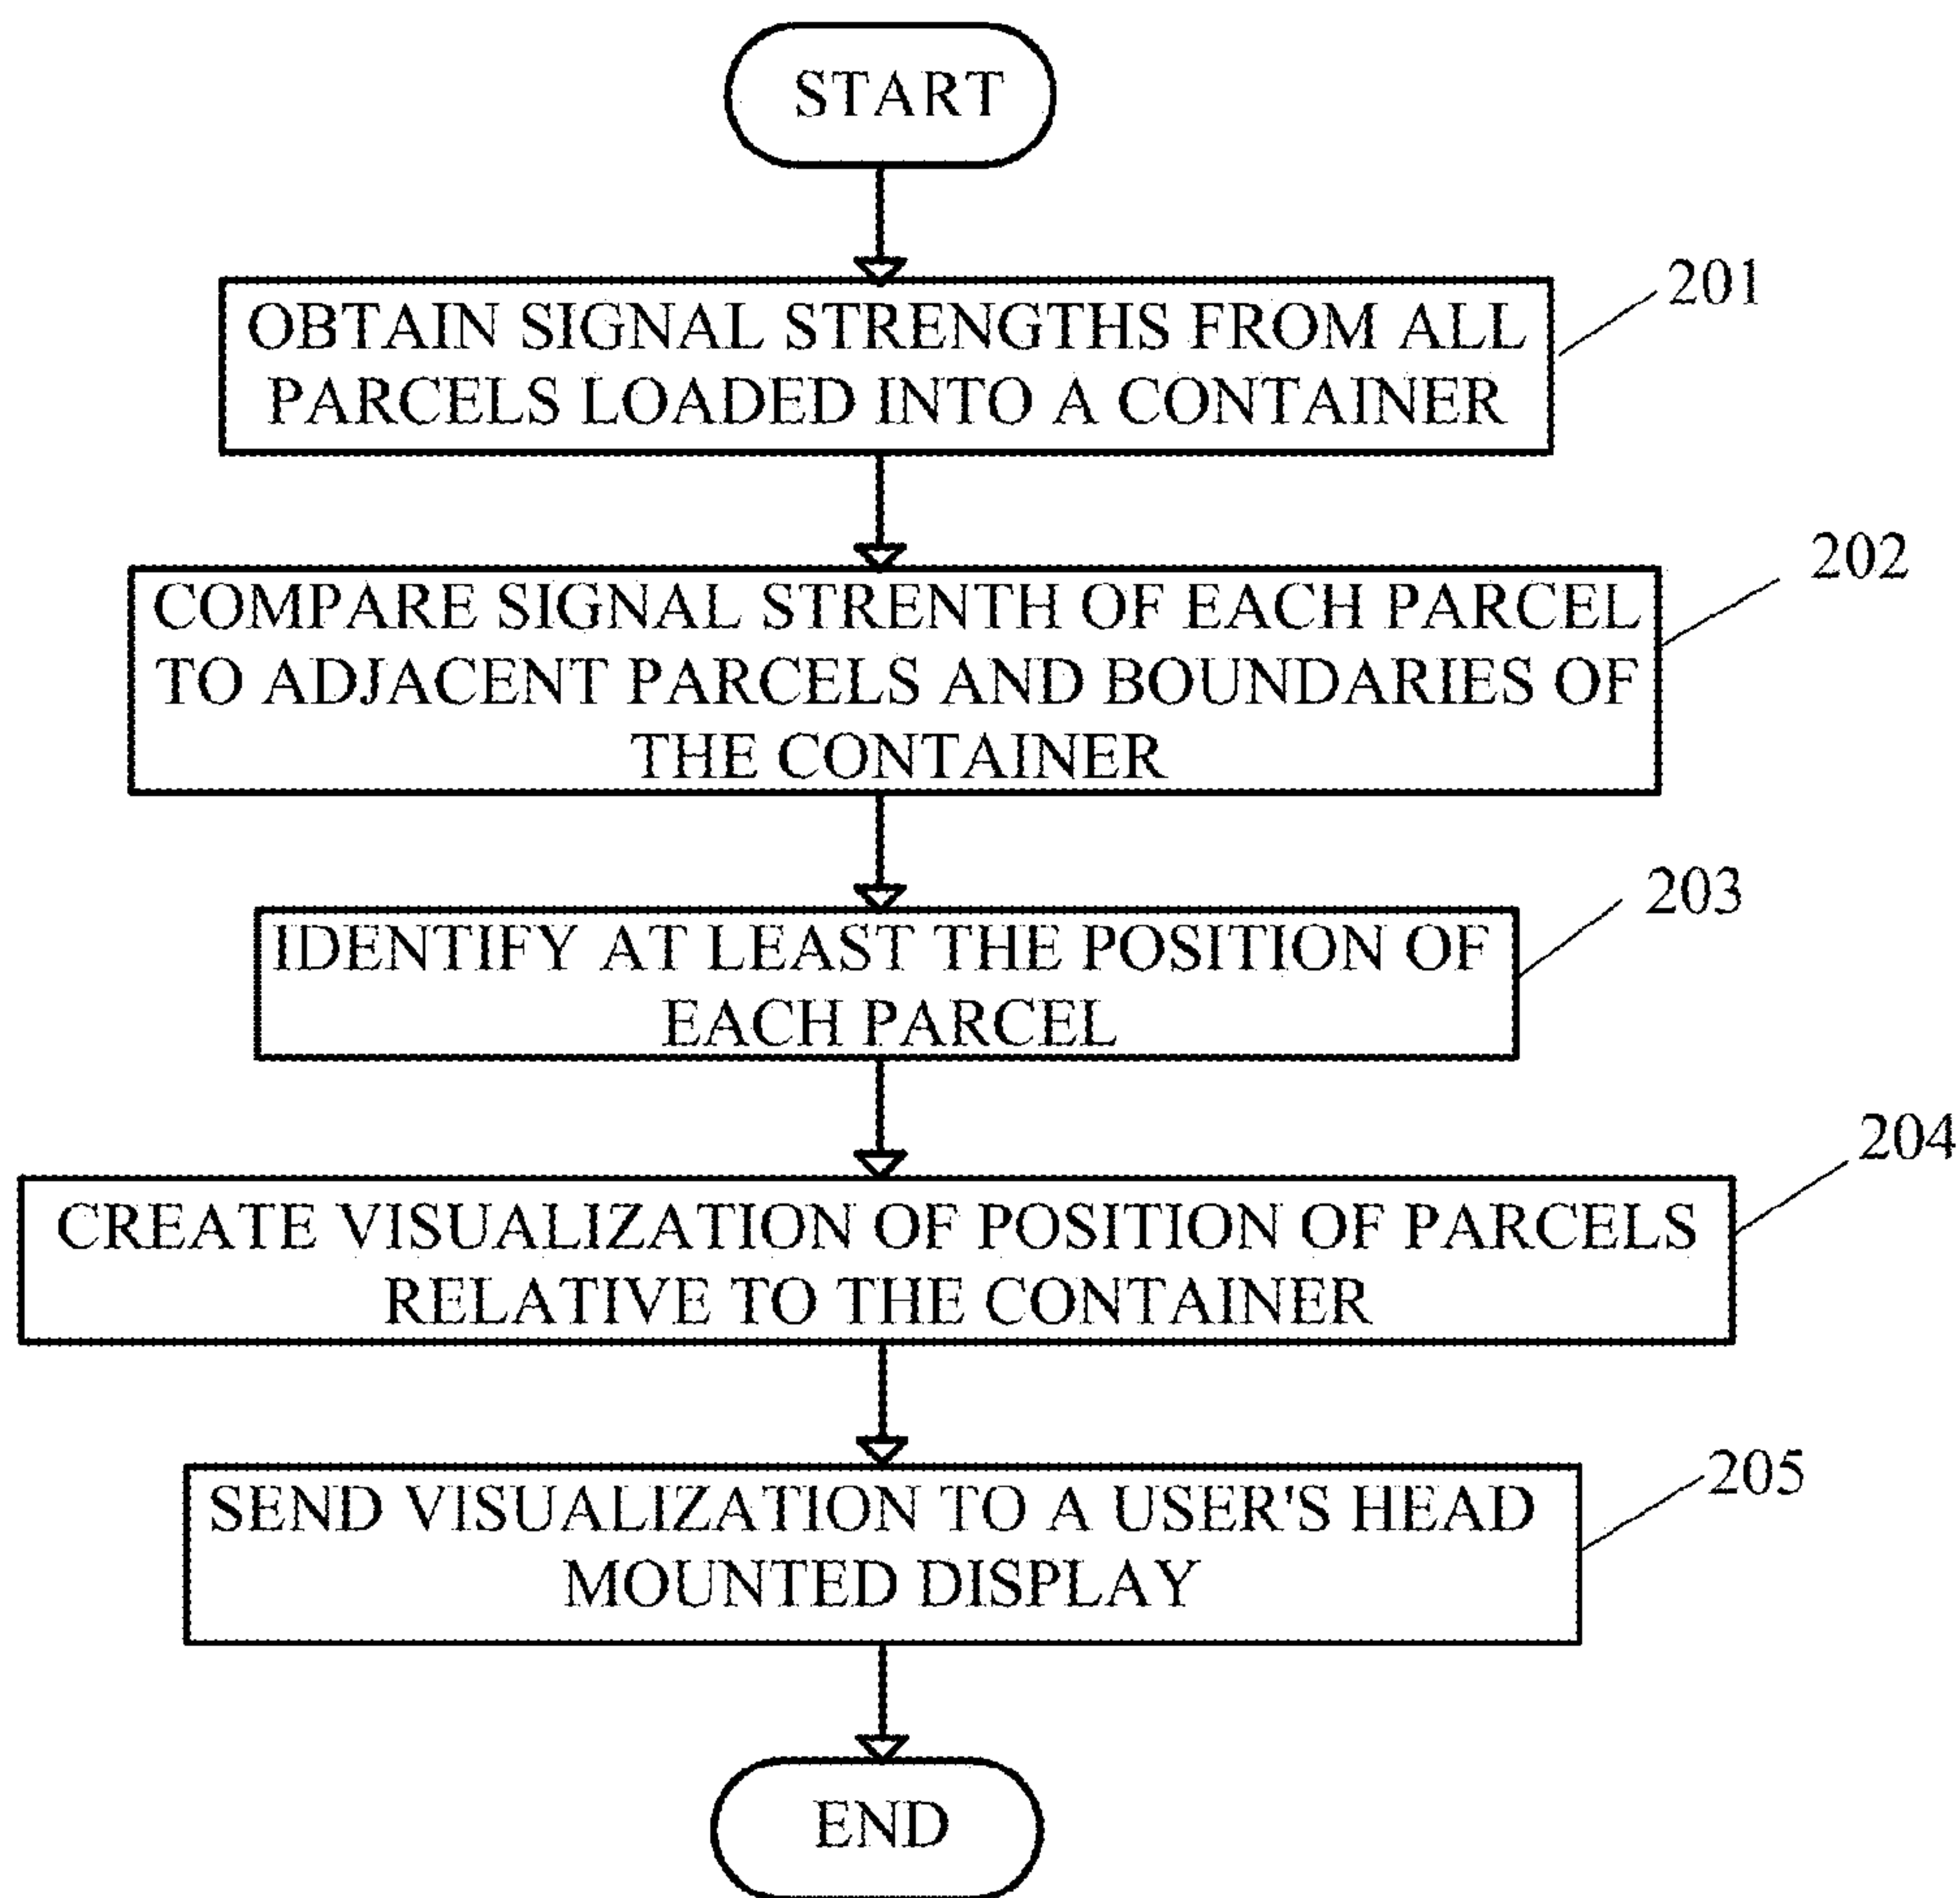 START
OBTAIN SIGNAL STRENGTHS FROM ALL
PARCELS LOADED INTO A CONTAINER
201
COMPARE SIGNAL STRENTH OF EACH PARCEL
TO ADJACENT PARCELS AND BOUNDARIES OF
THE CONTAINER
202
IDENTIFY AT LEAST THE POSITION OF
EACH PARCEL
203
CREATE VISUALIZATION OF POSITION OF PARCELS
RELATIVE TO THE CONTAINER
204
SEND VISUALIZATION TO A USER'S HEAD
MOUNTED DISPLAY
205
END